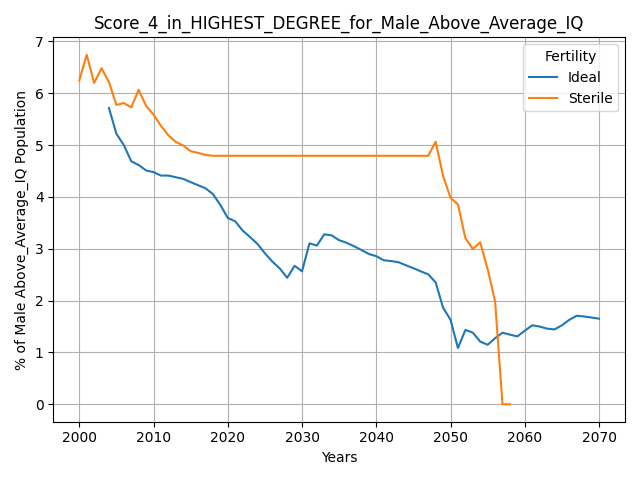 Score_4_in_HIGHEST_DEGREE_for_Male_Above_Average_IQ
% of Male Above_Average_IQ Population
7
6
5
4
3
2
1
0
Fertility
Ideal
Sterile
2000 2010 2020 2030 2040 2050 2060 2070
Years